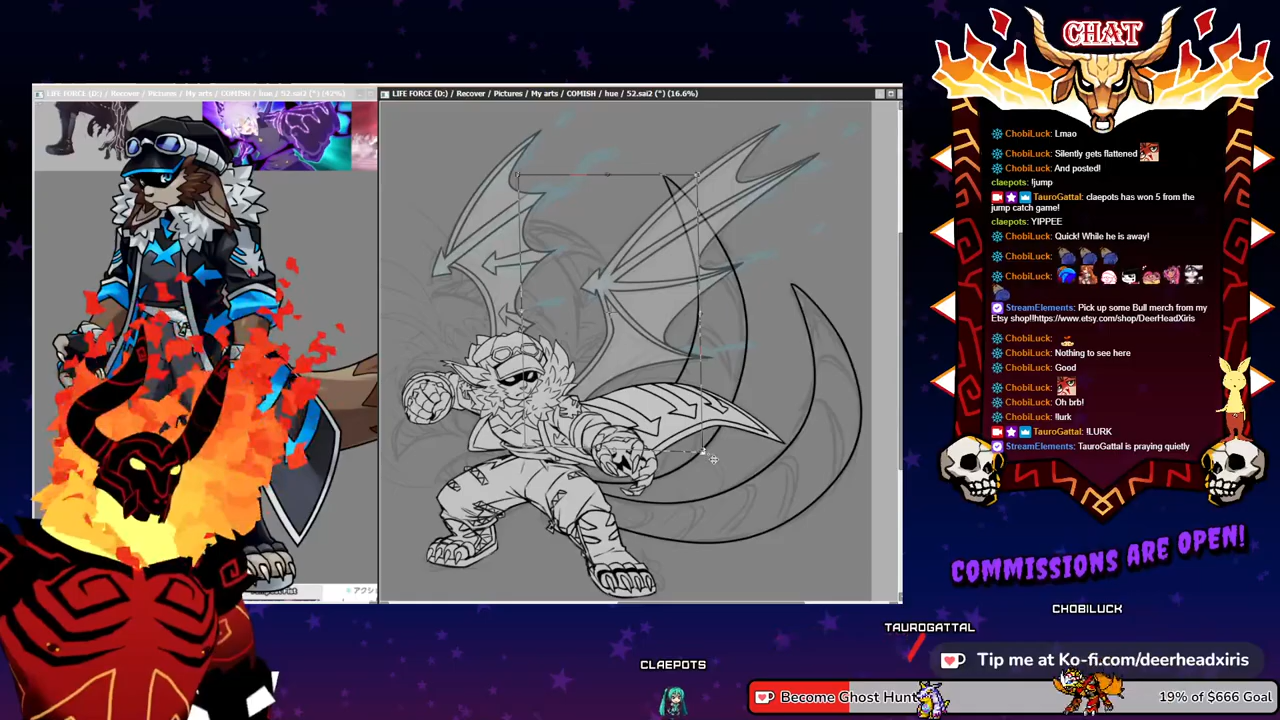 LIFE FORCE (D:) / Recover / Pictures / My arts / COMISH / hue / 52.sai2 (*) (42%)
LIFE FORCE (D:) / Recover / Pictures / My arts / COMISH / hue / 52.sai2 (*) (16.6%)
CHAT
ChobiLuck: Lmao
ChobiLuck: Silently gets flattened
ChobiLuck: And posted!
claepots: !jump
TauroGattal: claepots has won 5 from the
jump catch game!
claepots: YIPPEE
ChobiLuck: Quick! While he is away!
ChobiLuck:
ChobiLuck:
StreamElements: Pick up some Bull merch from my
Etsy shop!!https://www.etsy.com/shop/DeerHeadXiris
ChobiLuck:
ChobiLuck: Nothing to see here
ChobiLuck: Good
ChobiLuck:
ChobiLuck: Oh brb!
ChobiLuck: !lurk
TauroGattal: !LURK
StreamElements: TauroGattal is praying quietly
COMMISSIONS ARE OPEN!
CHOBILUCK
TAUROGATTAL
CLAEPOTS
Tip me at Ko-fi.com/deerheadxiris
Become Ghost Hunt
19% of $666 Goal